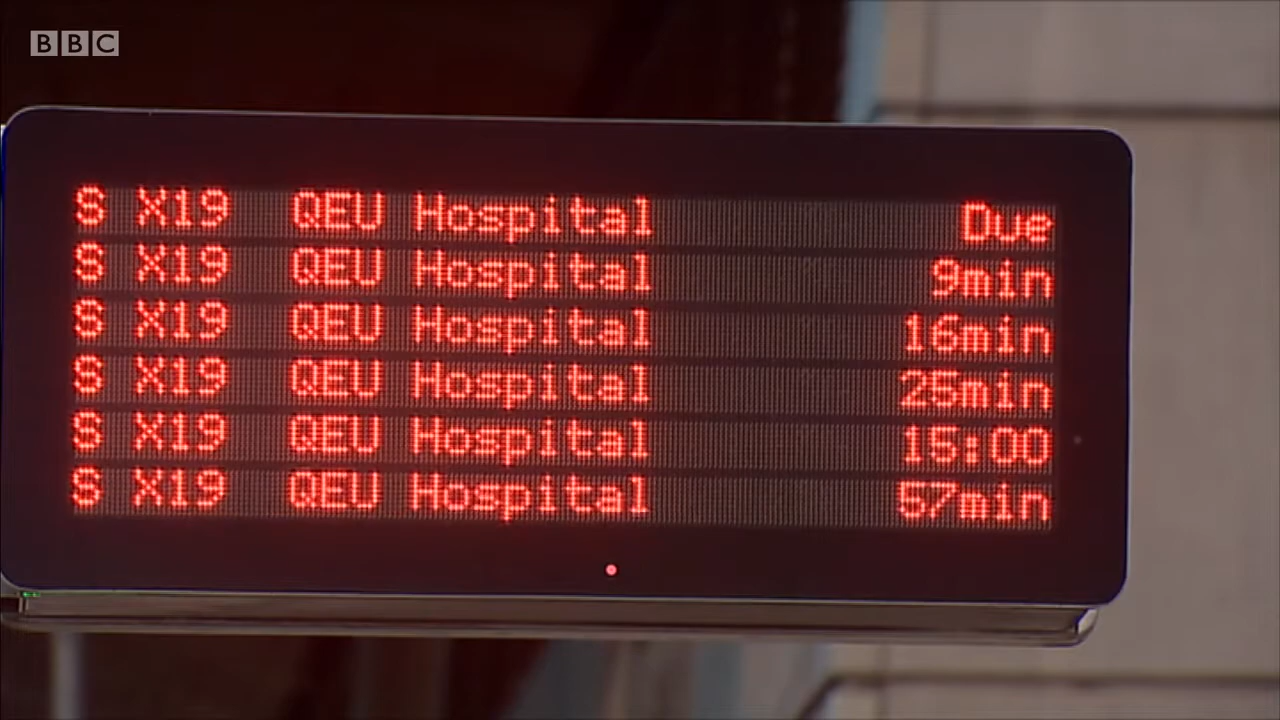 BBC
S X19 QEU Hospital Due
S X19 QEU Hospital 9min
S X19 QEU Hospital 16min
S X19 QEU Hospital 25min
S X19 QEU Hospital 15:00
S X19 QEU Hospital 57min